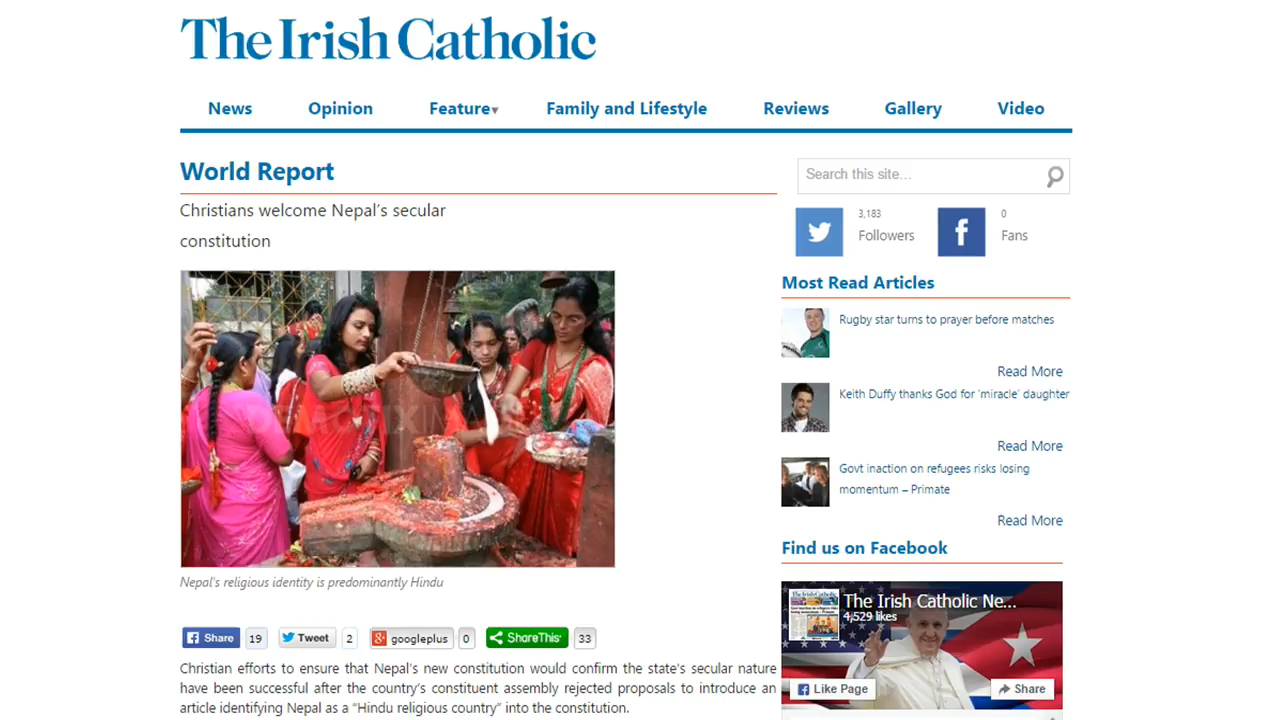 The Irish Catholic
News Opinion Feature Family and Lifestyle Reviews Gallery Video
World Report
Christians welcome Nepal's secular
constitution
Nepal's religious identity is predominantly Hindu
Share 19 Tweet 2 googleplus 0 ShareThis 33
Christian efforts to ensure that Nepal's new constitution would confirm the state's secular nature
have been successful after the country's constituent assembly rejected proposals to introduce an
article identifying Nepal as a “Hindu religious country” into the constitution.
Search this site...
3,183
Followers
0
Fans
Most Read Articles
Rugby star turns to prayer before matches
Read More
Keith Duffy thanks God for ‘miracle’ daughter
Read More
Govt inaction on refugees risks losing
momentum – Primate
Read More
Find us on Facebook
The Irish Catholic Ne...
4,529 likes
Like Page Share